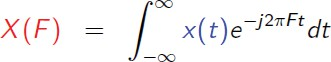 X(F) = ∫_{-∞}^{∞} x(t)e^{-j2πFt}dt